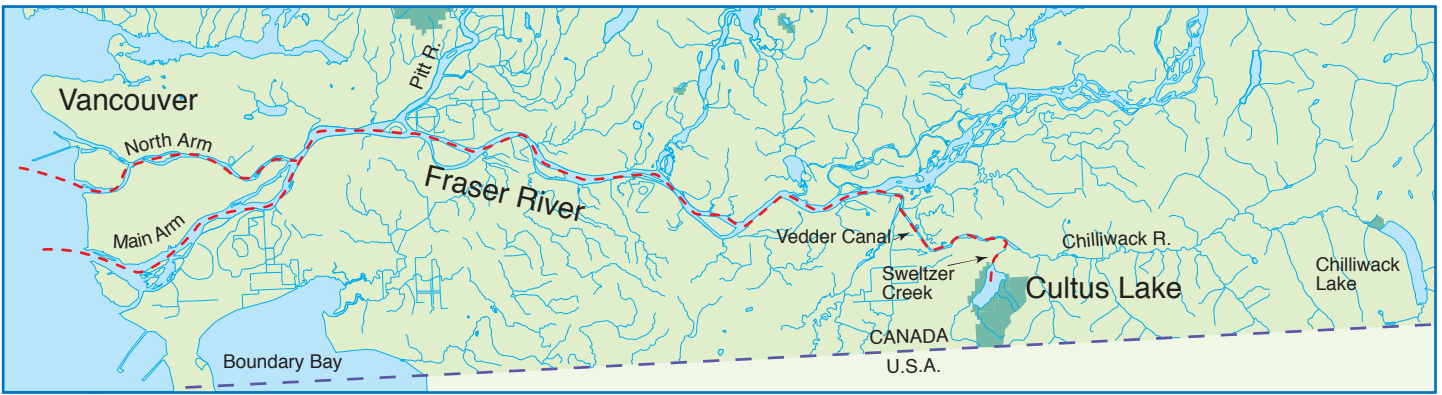 Pitt R.
Vancouver
North Arm
Fraser River
Main Arm
Vedder Canal
Chilliwack R.
Sweltzer
Creek
Cultus Lake
Chilliwack
Lake
CANADA
U.S.A.
Boundary Bay